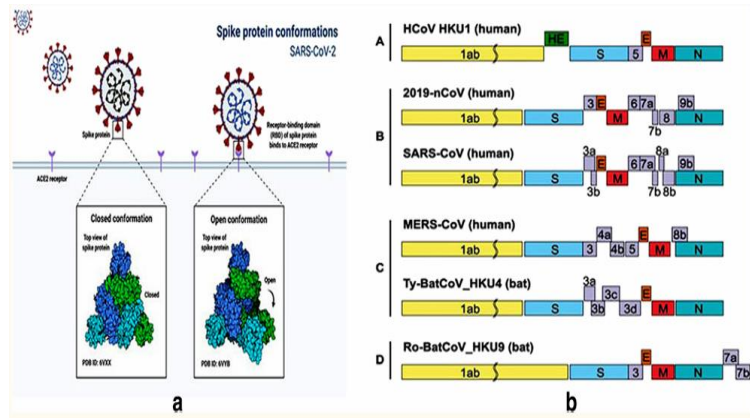 Spike protein conformations
SARS-CoV-2
Spike protein
Receptor-binding domain
(RBD) of spike protein
binds to ACE2 receptor
ACE2 receptor
Closed conformation
Top view of
spike protein
Closed
PDB ID: 6VXX
Open conformation
Top view of
spike protein
Open
PDB ID: 6VYB
a
A
HCoV HKU1 (human)
HE E
1ab S 5 M N
B
2019-nCoV (human)
3 E 6 7a 9b
1ab S M 7b 8 N
SARS-CoV (human)
3a 8a
E 6 7a 9b
1ab S 3b M 7b 8b N
C
MERS-CoV (human)
4a E 8b
1ab S 3 4b 5 M N
Ty-BatCoV_HKU4 (bat)
3a 3c E
1ab S 3b 3d M N
D
Ro-BatCoV_HKU9 (bat)
E 7a
1ab S 3 M N 7b
b